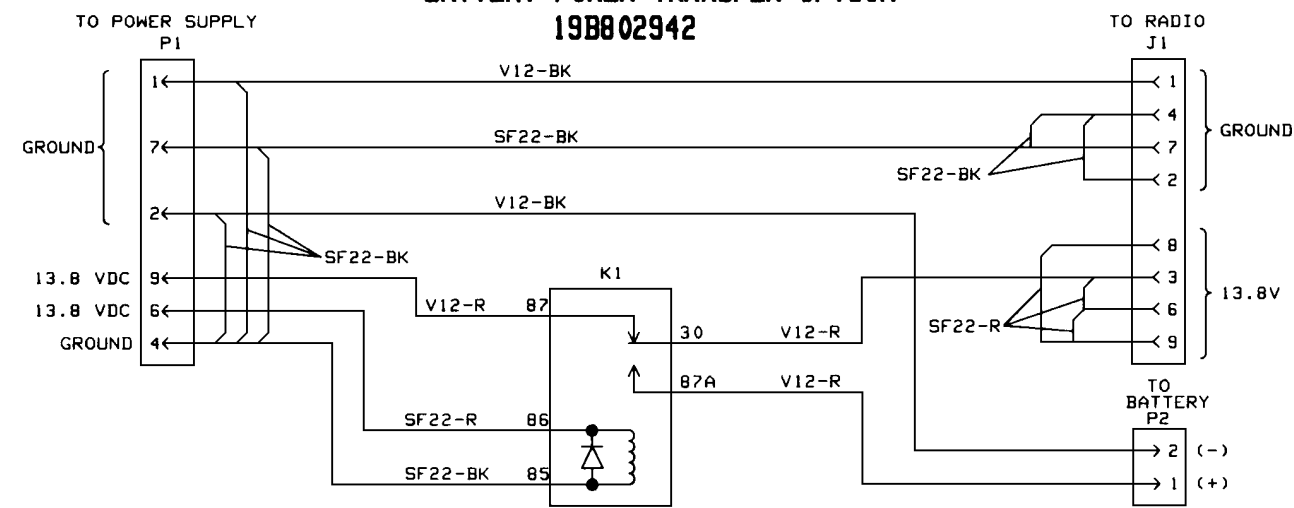 19B802942
TO POWER SUPPLY
P1
TO RADIO
J1
GROUND
1
7
2
13.8 VDC 9
13.8 VDC 6
GROUND 4
V12-BK
SF22-BK
V12-BK
SF22-BK
SF22-BK
1
4
7
2
GROUND
8
3
6
9
13.8V
SF22-R
K1
V12-R 87
30 V12-R
87A V12-R
SF22-R 86
SF22-BK 85
TO
BATTERY
P2
2 (-)
1 (+)